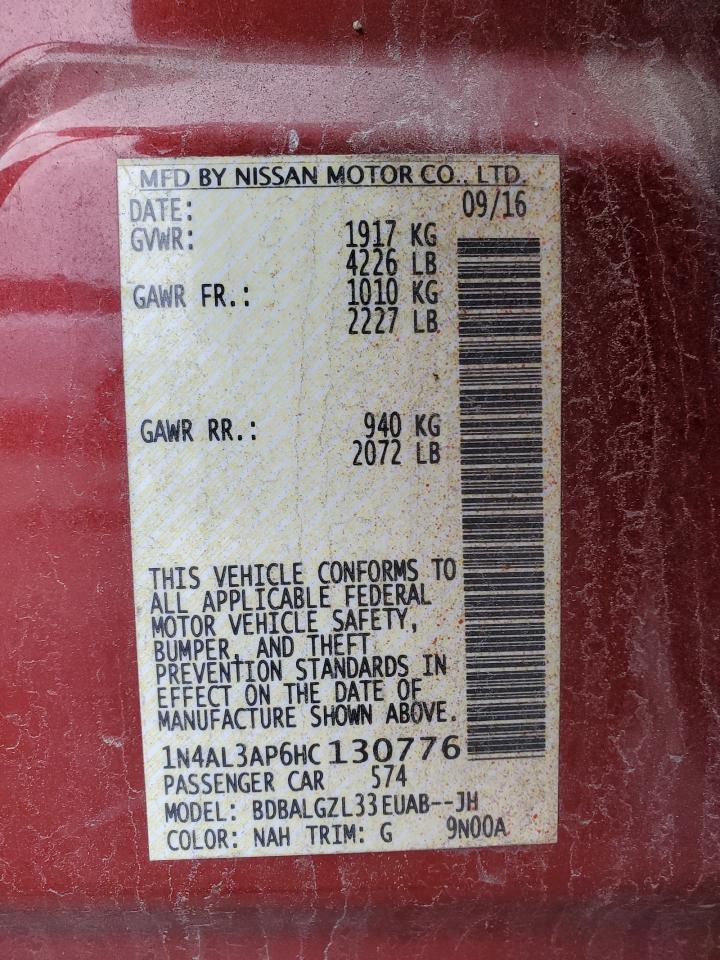 MFD BY NISSAN MOTOR CO., LTD.
DATE: 09/16
GVWR: 1917 KG
4226 LB
GAWR FR.: 1010 KG
2227 LB
GAWR RR.: 940 KG
2072 LB
THIS VEHICLE CONFORMS TO
ALL APPLICABLE FEDERAL
MOTOR VEHICLE SAFETY,
BUMPER, AND THEFT
PREVENTION STANDARDS IN
EFFECT ON THE DATE OF
MANUFACTURE SHOWN ABOVE.
1N4AL3AP6HC130776
PASSENGER CAR 574
MODEL: BDBALGZL33EUAB--JH
COLOR: NAH TRIM: G 9N00A